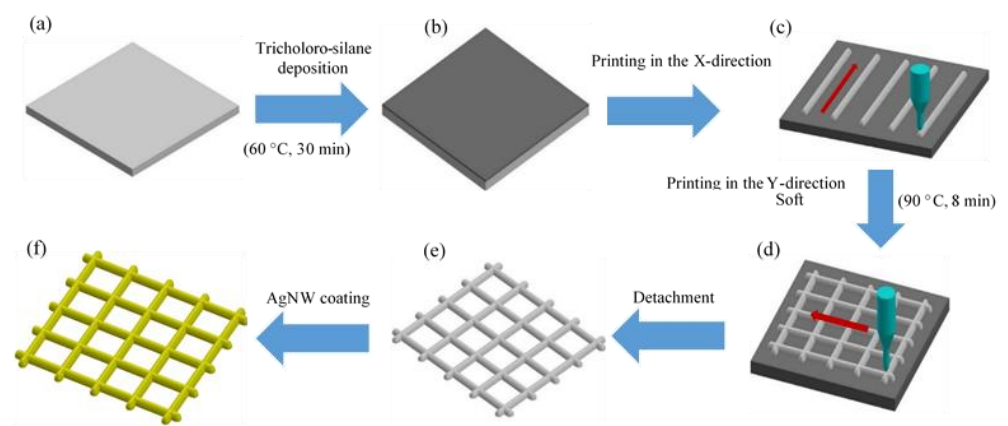 (a)
Tricholoro-silane
deposition
(60 °C, 30 min)
(b)
Printing in the X-direction
(c)
Printing in the Y-direction
Soft
(90 °C, 8 min)
(f)
AgNW coating
(e)
Detachment
(d)